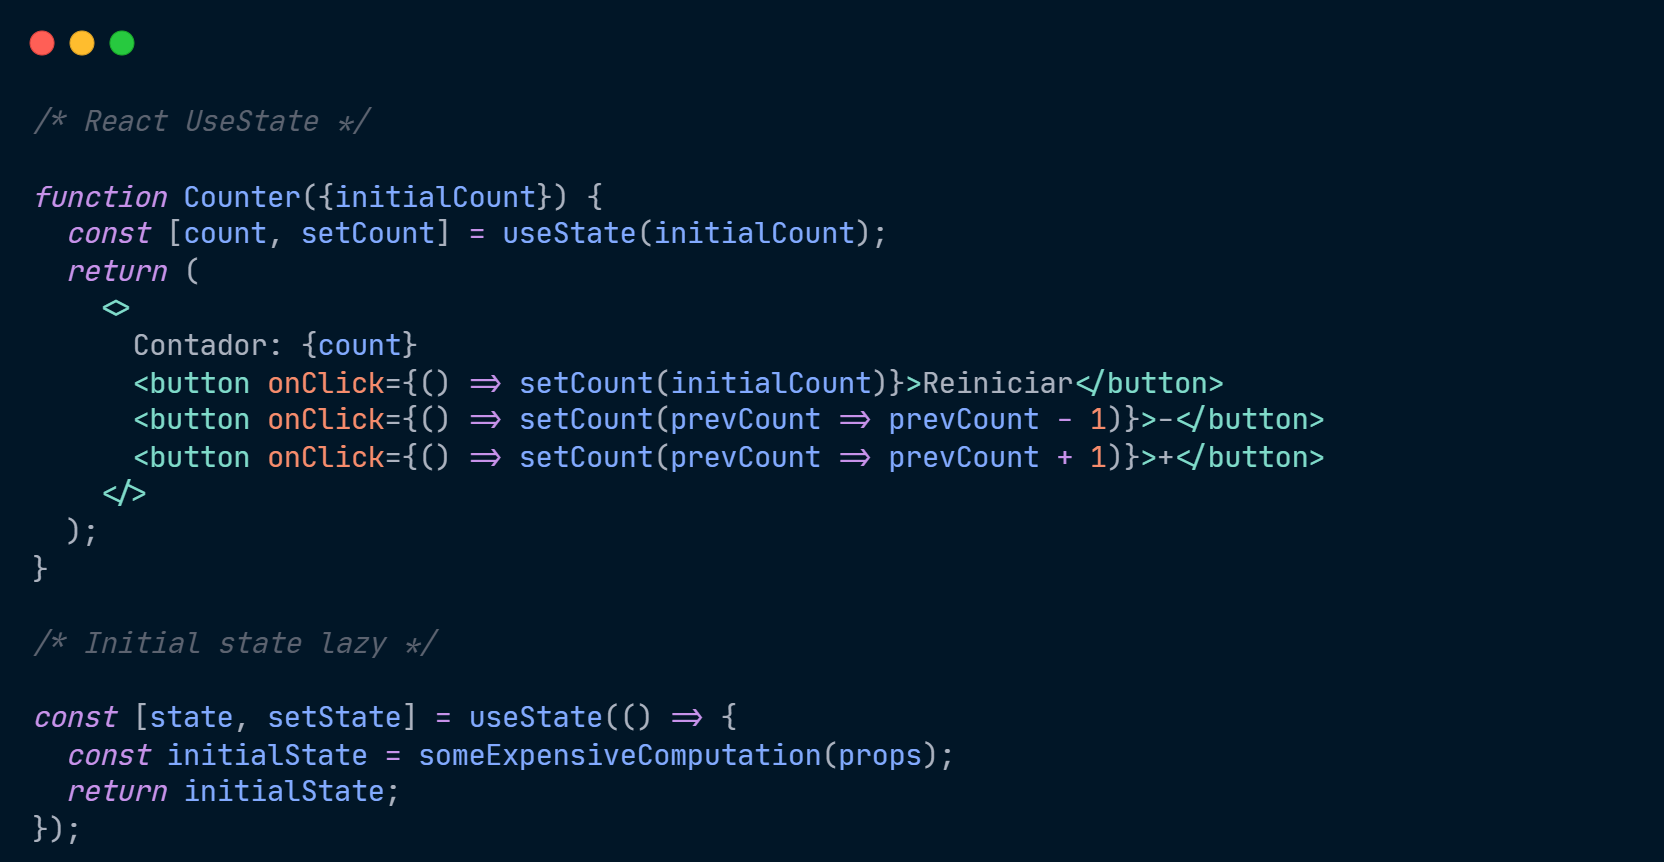 /* React UseState */
function Counter({initialCount}) {
  const [count, setCount] = useState(initialCount);
  return (
    <>
      Contador: {count}
      <button onClick={() => setCount(initialCount)}>Reiniciar</button>
      <button onClick={() => setCount(prevCount => prevCount - 1)}>-</button>
      <button onClick={() => setCount(prevCount => prevCount + 1)}>+</button>
    </>
  );
}
/* Initial state lazy */
const [state, setState] = useState(() => {
  const initialState = someExpensiveComputation(props);
  return initialState;
});